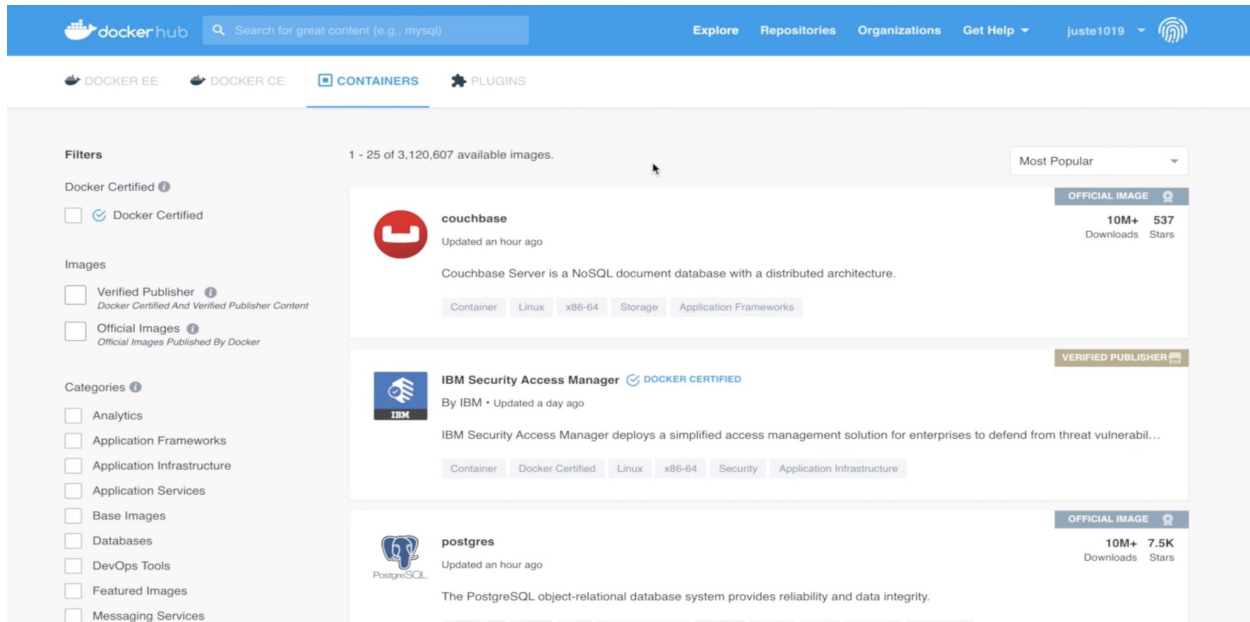 dockerhub Search for great content (e.g., mysql) Explore Repositories Organizations Get Help juste1019
DOCKER EE DOCKER CE CONTAINERS PLUGINS
Filters
Docker Certified
Docker Certified
Images
Verified Publisher
Docker Certified And Verified Publisher Content
Official Images
Official Images Published By Docker
Categories
Analytics
Application Frameworks
Application Infrastructure
Application Services
Base Images
Databases
DevOps Tools
Featured Images
Messaging Services
1 - 25 of 3,120,607 available images.
Most Popular
OFFICIAL IMAGE
couchbase
Updated an hour ago
10M+ 537
Downloads Stars
Couchbase Server is a NoSQL document database with a distributed architecture.
Container Linux x86-64 Storage Application Frameworks
VERIFIED PUBLISHER
IBM
IBM Security Access Manager DOCKER CERTIFIED
By IBM • Updated a day ago
IBM Security Access Manager deploys a simplified access management solution for enterprises to defend from threat vulnerabil...
Container Docker Certified Linux x86-64 Security Application Infrastructure
OFFICIAL IMAGE
PostgreSQL
postgres
Updated an hour ago
10M+ 7.5K
Downloads Stars
The PostgreSQL object-relational database system provides reliability and data integrity.